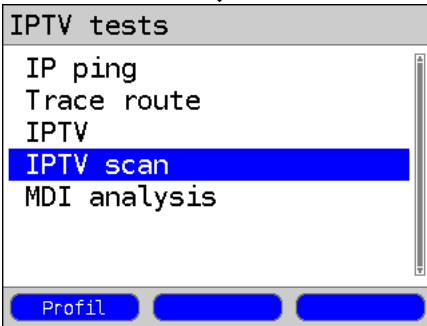 IPTV tests
IP ping
Trace route
IPTV
IPTV scan
MDI analysis
Profil